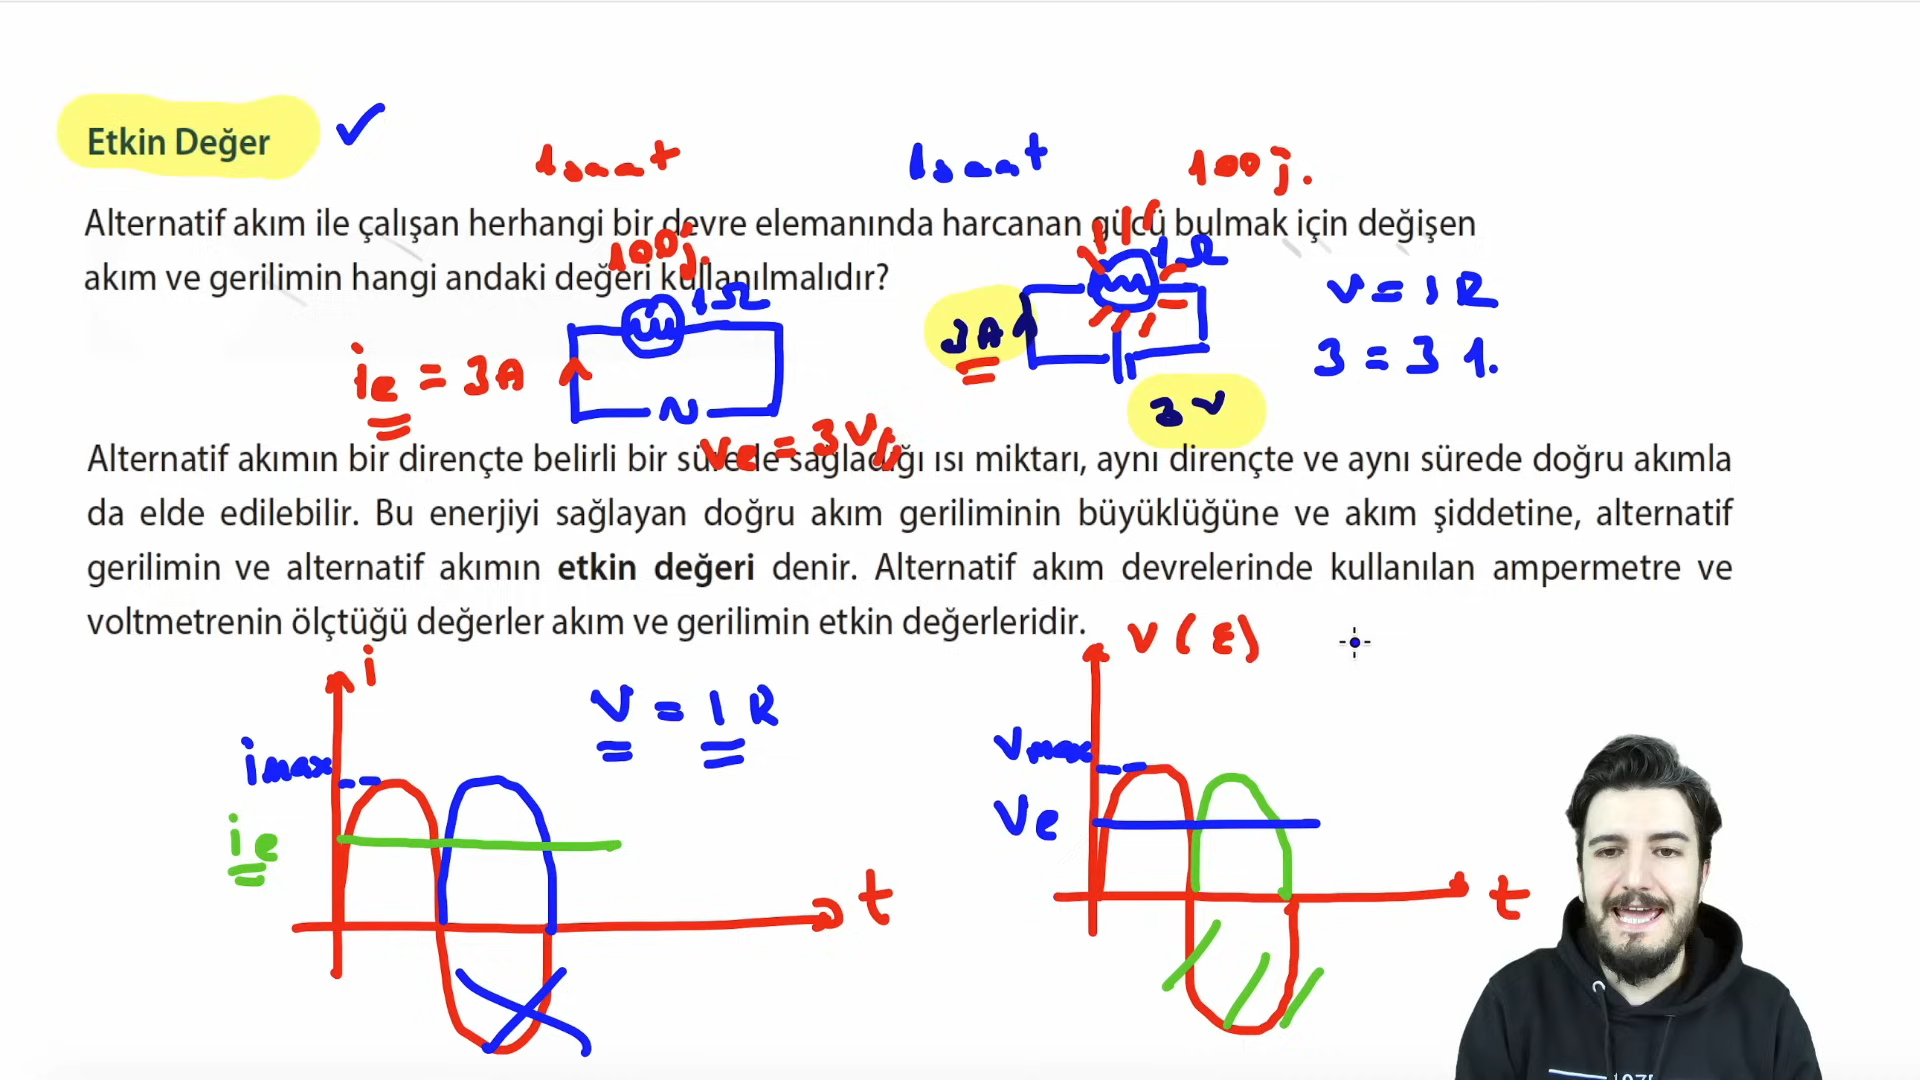 Etkin Değer
1 saat
1 saat
100 j.
Alternatif akım ile çalışan herhangi bir devre elemanında harcanan gücü bulmak için değişen
akım ve gerilimin hangi andaki değeri kullanılmalıdır?
100 j.
1Ω
1Ω
V = I R
3 = 3 1.
3A
3 V
ie = 3A
Ve = 3 V
Alternatif akımın bir dirençte belirli bir sürede sağladığı ısı miktarı, aynı dirençte ve aynı sürede doğru akımla
da elde edilebilir. Bu enerjiyi sağlayan doğru akım geriliminin büyüklüğüne ve akım şiddetine, alternatif
gerilimin ve alternatif akımın etkin değeri denir. Alternatif akım devrelerinde kullanılan ampermetre ve
voltmetrenin ölçtüğü değerler akım ve gerilimin etkin değerleridir.
i
V = I R
imax
ie
t
V (ε)
Vmax
Ve
t